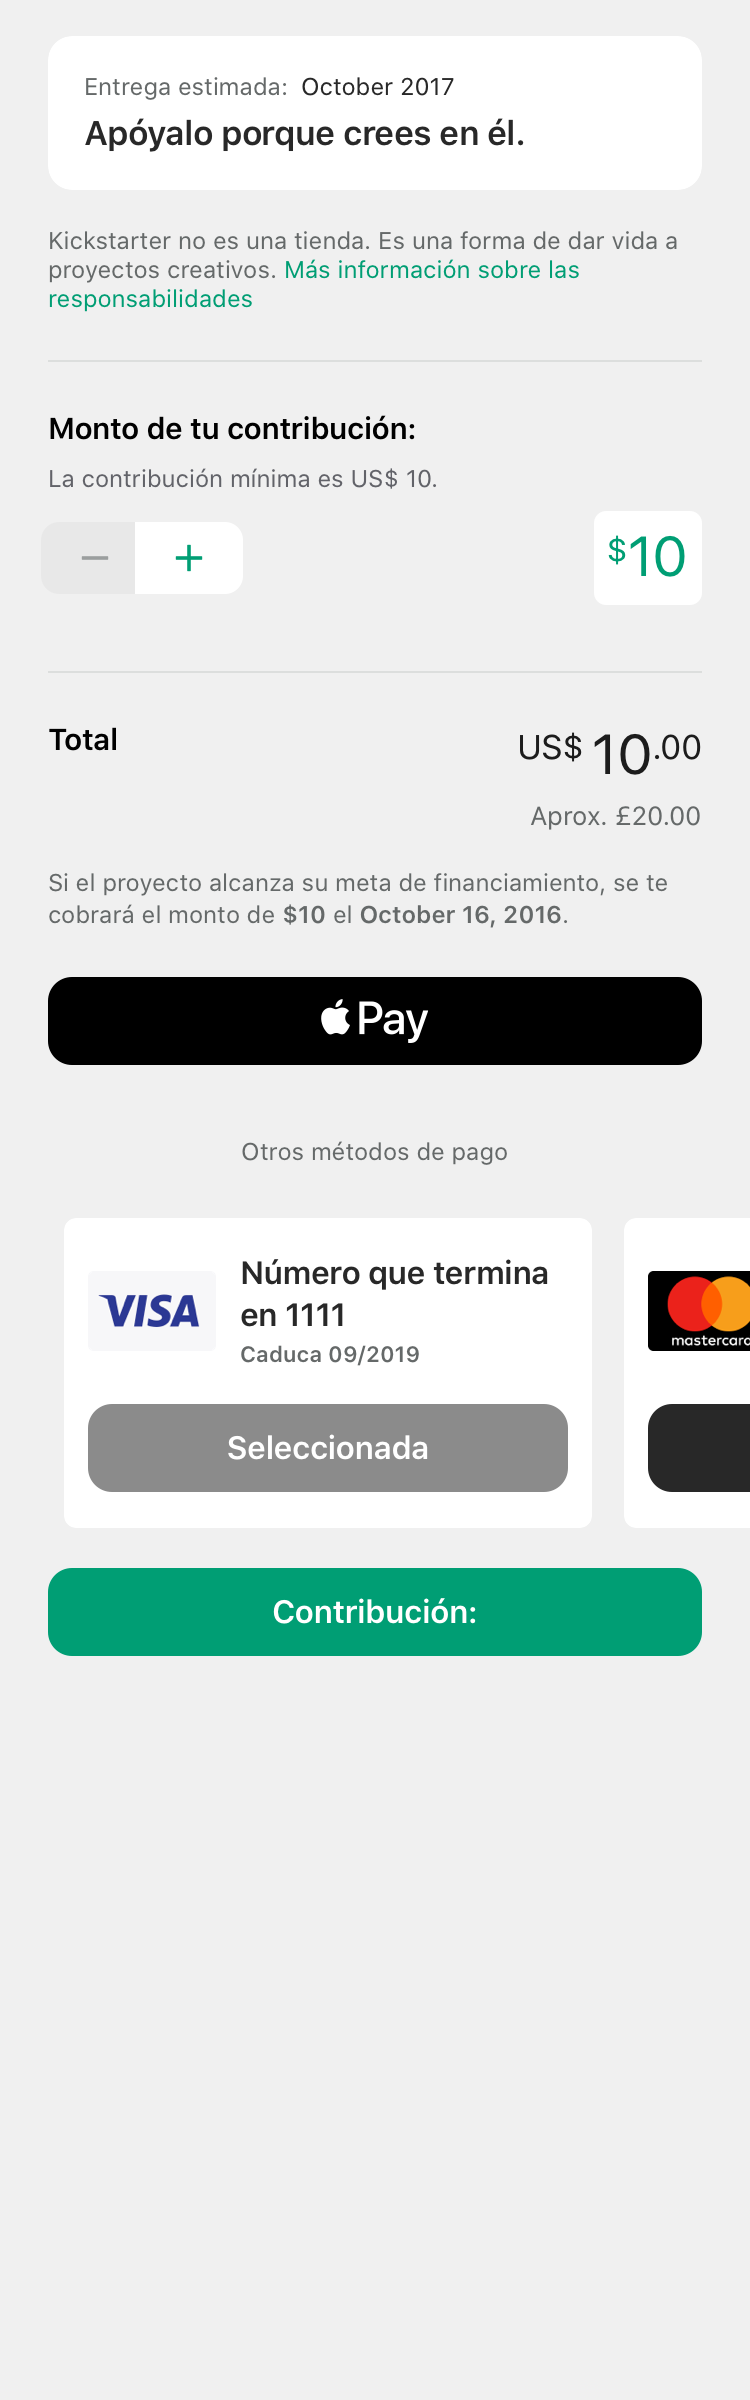 Entrega estimada: October 2017
Apóyalo porque crees en él.
Kickstarter no es una tienda. Es una forma de dar vida a
proyectos creativos. Más información sobre las
responsabilidades
Monto de tu contribución:
La contribución mínima es US$ 10.
− +
$10
Total
US$ 10.00
Aprox. £20.00
Si el proyecto alcanza su meta de financiamiento, se te
cobrará el monto de $10 el October 16, 2016.
Pay
Otros métodos de pago
VISA
Número que termina
en 1111
Caduca 09/2019
Seleccionada
mastercard
Contribución: